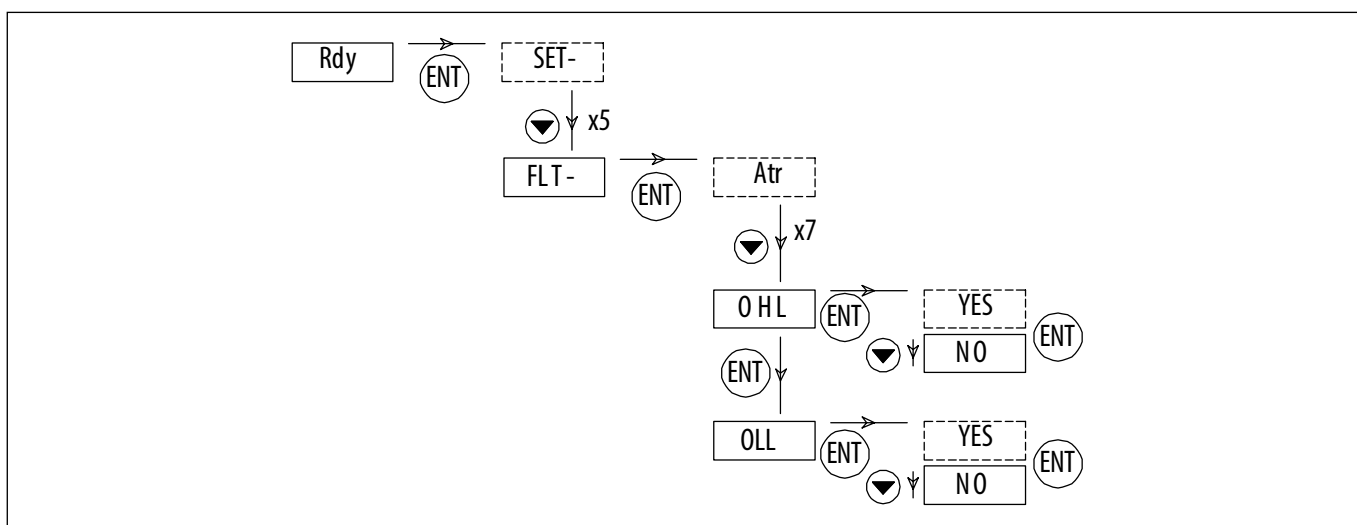 Rdy ENT SET-
x5
FLT- ENT Atr
x7
OHL ENT YES
NO ENT
ENT
OLL ENT YES
NO ENT